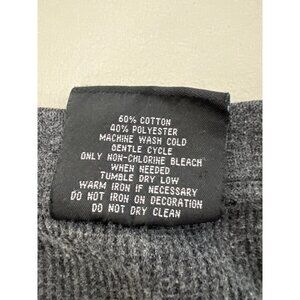 60% COTTON
40% POLYESTER
MACHINE WASH COLD
GENTLE CYCLE
ONLY NON-CHLORINE BLEACH
WHEN NEEDED
TUMBLE DRY LOW
WARM IRON IF NECESSARY
DO NOT IRON ON DECORATION
DO NOT DRY CLEAN